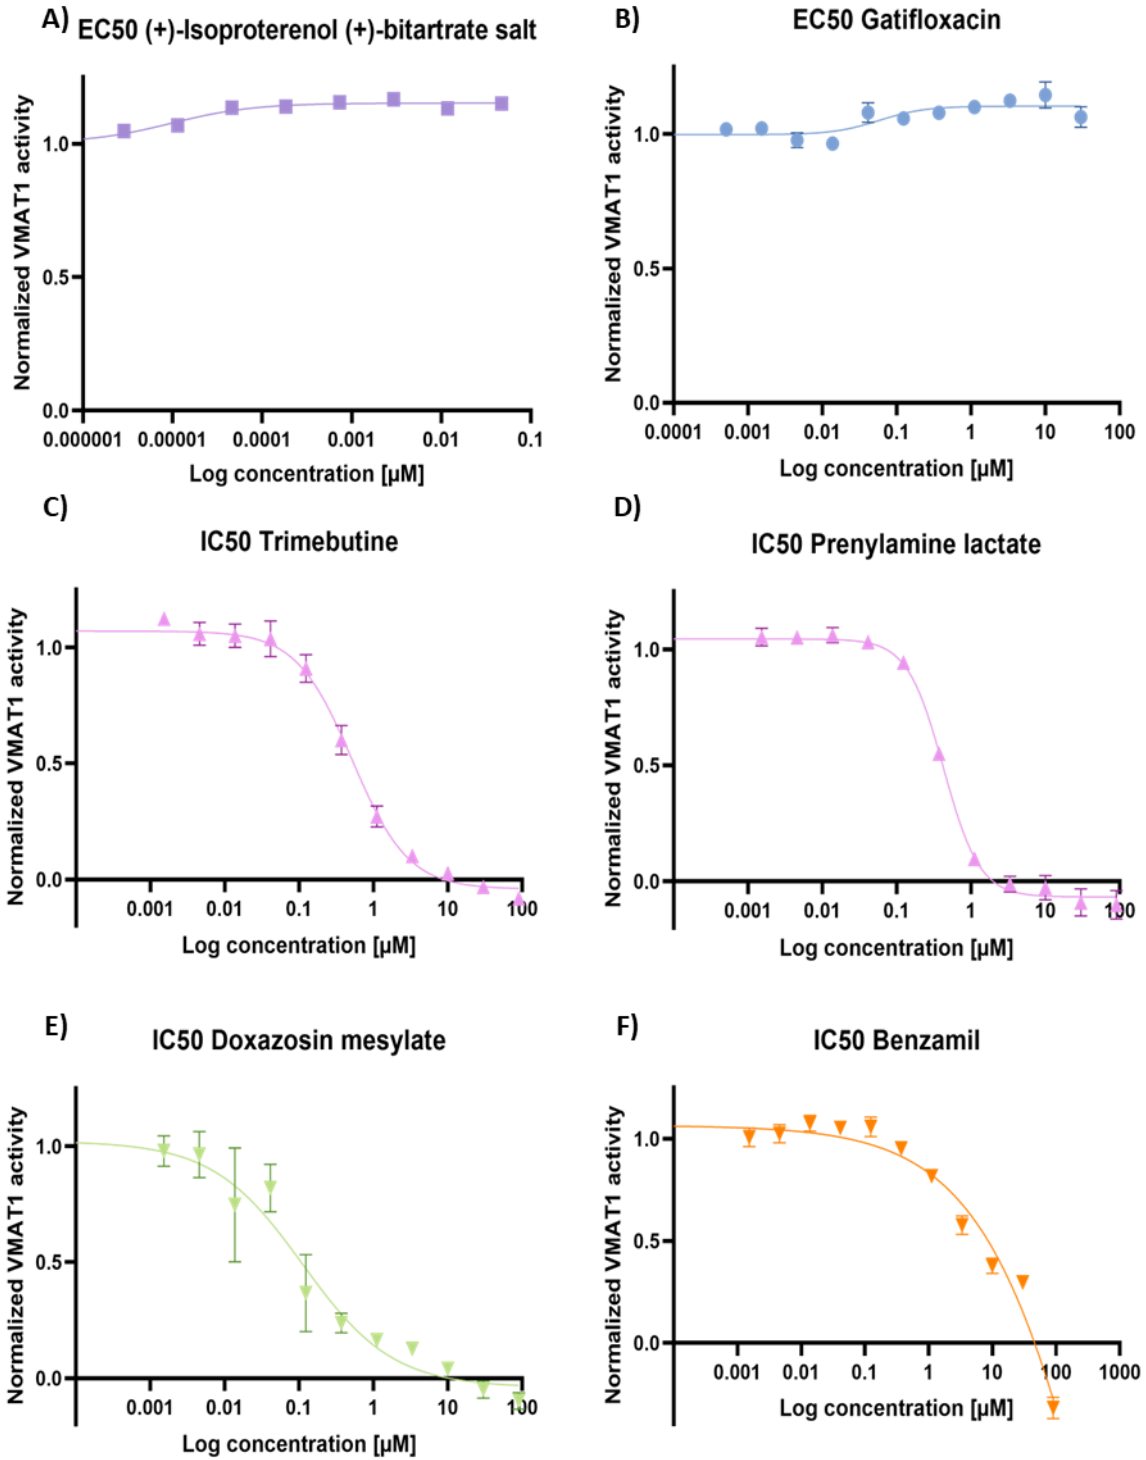 A) EC50 (+)-Isoproterenol (+)-bitartrate salt
Normalized VMAT1 activity
1.0
0.5
0.0
0.000001 0.00001 0.0001 0.001 0.01 0.1
Log concentration [µM]
B) EC50 Gatifloxacin
Normalized VMAT1 activity
1.0
0.5
0.0
0.0001 0.001 0.01 0.1 1 10 100
Log concentration [µM]
C) IC50 Trimebutine
Normalized VMAT1 activity
1.0
0.5
0.0
0.001 0.01 0.1 1 10 100
Log concentration [µM]
D) IC50 Prenylamine lactate
Normalized VMAT1 activity
1.0
0.5
0.0
0.001 0.01 0.1 1 10 100
Log concentration [µM]
E) IC50 Doxazosin mesylate
Normalized VMAT1 activity
1.0
0.5
0.0
0.001 0.01 0.1 1 10 100
Log concentration [µM]
F) IC50 Benzamil
Normalized VMAT1 activity
1.0
0.5
0.0
0.001 0.01 0.1 1 10 100 1000
Log concentration [µM]